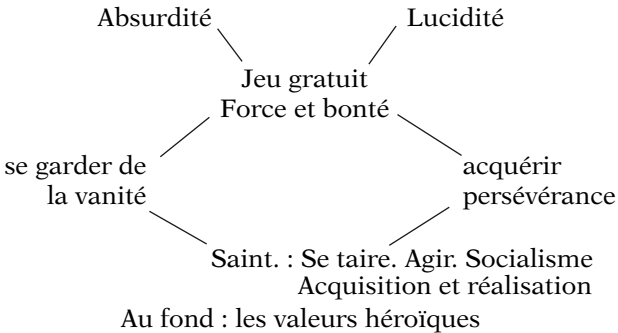 Absurdité Lucidité
Jeu gratuit
Force et bonté
se garder de acquérir
la vanité persévérance
Saint. : Se taire. Agir. Socialisme
Acquisition et réalisation
Au fond : les valeurs héroïques